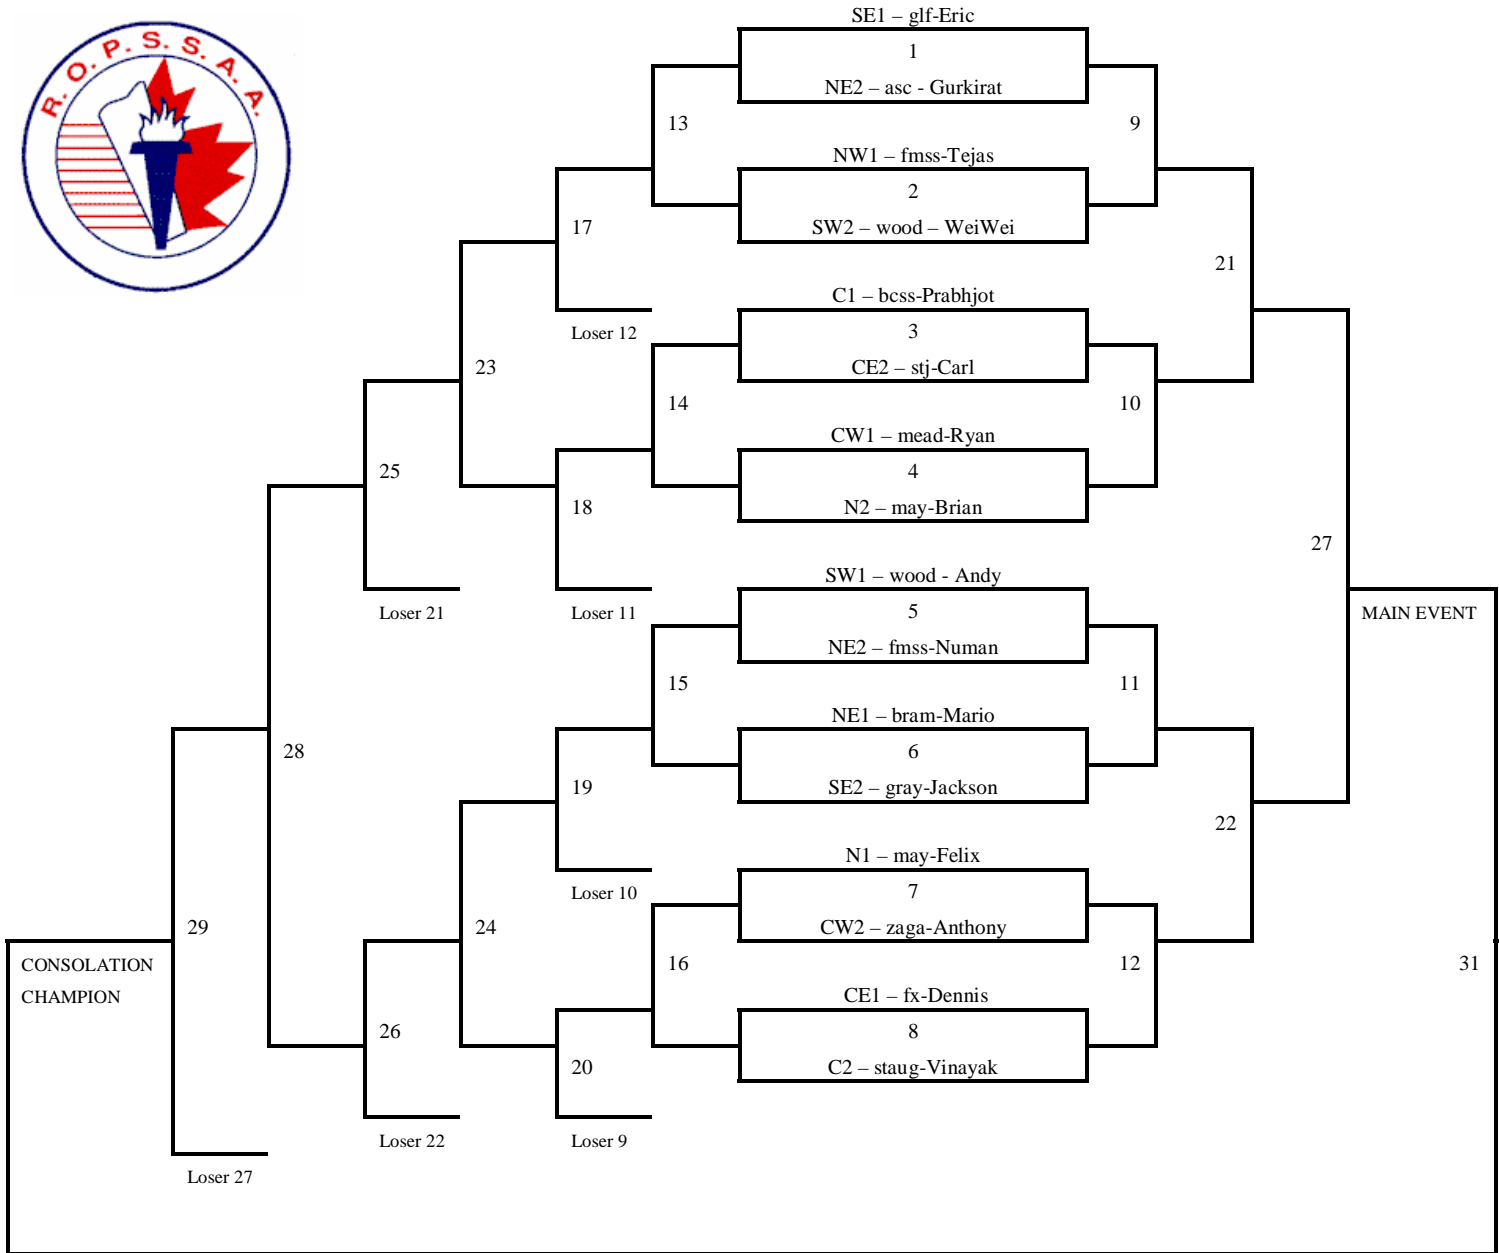 R. O. P. S. S. A. A.
SE1 – glf-Eric
1
NE2 – asc - Gurkirat
13
9
NW1 – fmss-Tejas
2
17
SW2 – wood – WeiWei
21
C1 – bcss-Prabhjot
Loser 12
3
23
CE2 – stj-Carl
14
10
CW1 – mead-Ryan
25
4
18
N2 – may-Brian
27
SW1 – wood - Andy
Loser 21
Loser 11
5
MAIN EVENT
NE2 – fmss-Numan
15
11
NE1 – bram-Mario
28
6
19
SE2 – gray-Jackson
22
N1 – may-Felix
Loser 10
7
29
24
CW2 – zaga-Anthony
CONSOLATION
CHAMPION
16
12
31
CE1 – fx-Dennis
26
8
20
C2 – staug-Vinayak
Loser 22
Loser 9
Loser 27